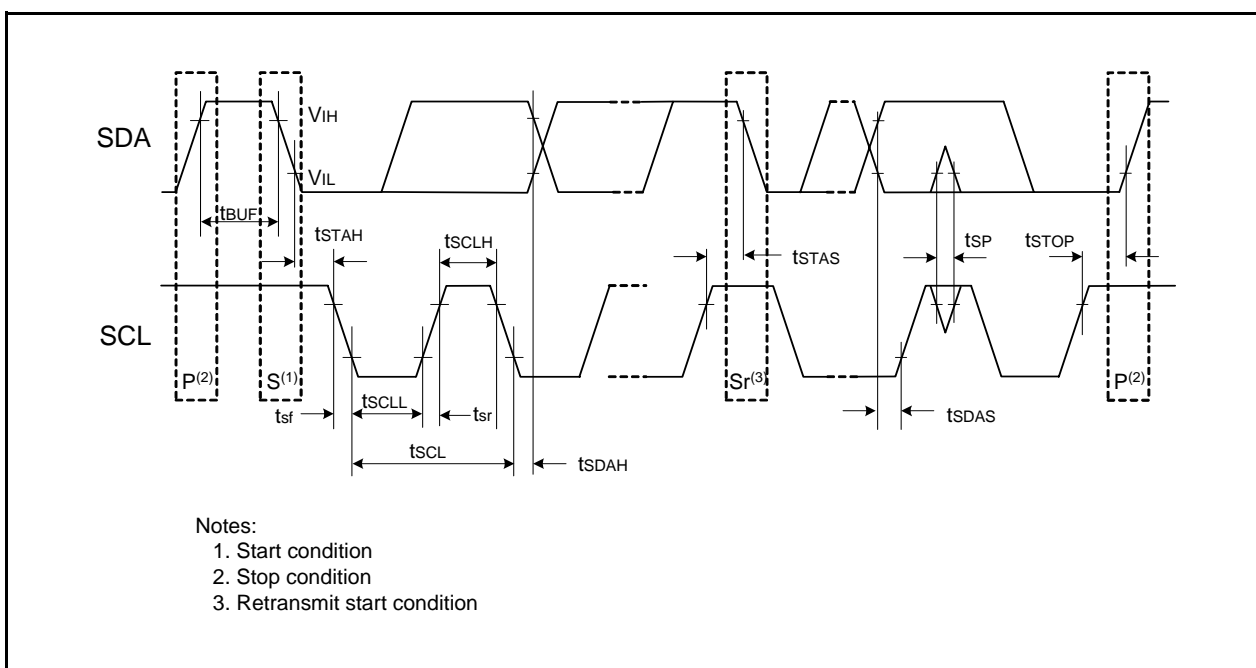 VIH
SDA
VIL
tBUF
tSTAH
tSCLH
tSTAS
tSP
tSTOP
SCL
P(2)
S(1)
Sr(3)
P(2)
tsf
tSCLL
tsr
tSDAS
tSCL
tSDAH
Notes:
1. Start condition
2. Stop condition
3. Retransmit start condition